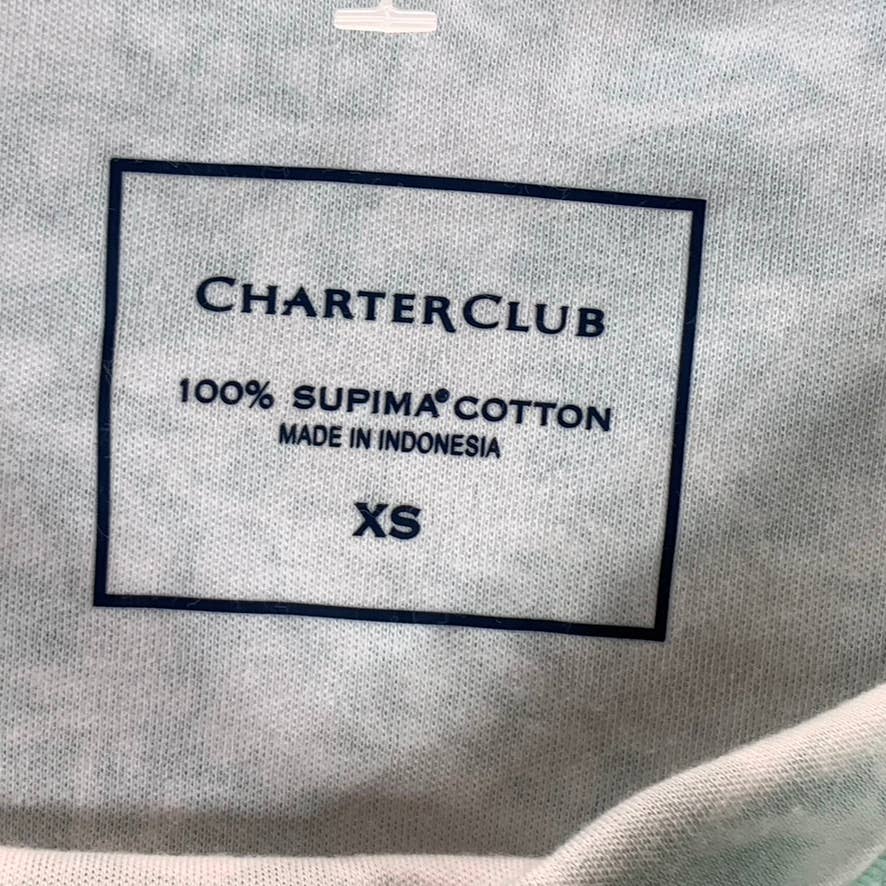 CHARTERCLUB
100% SUPIMA® COTTON
MADE IN INDONESIA
XS